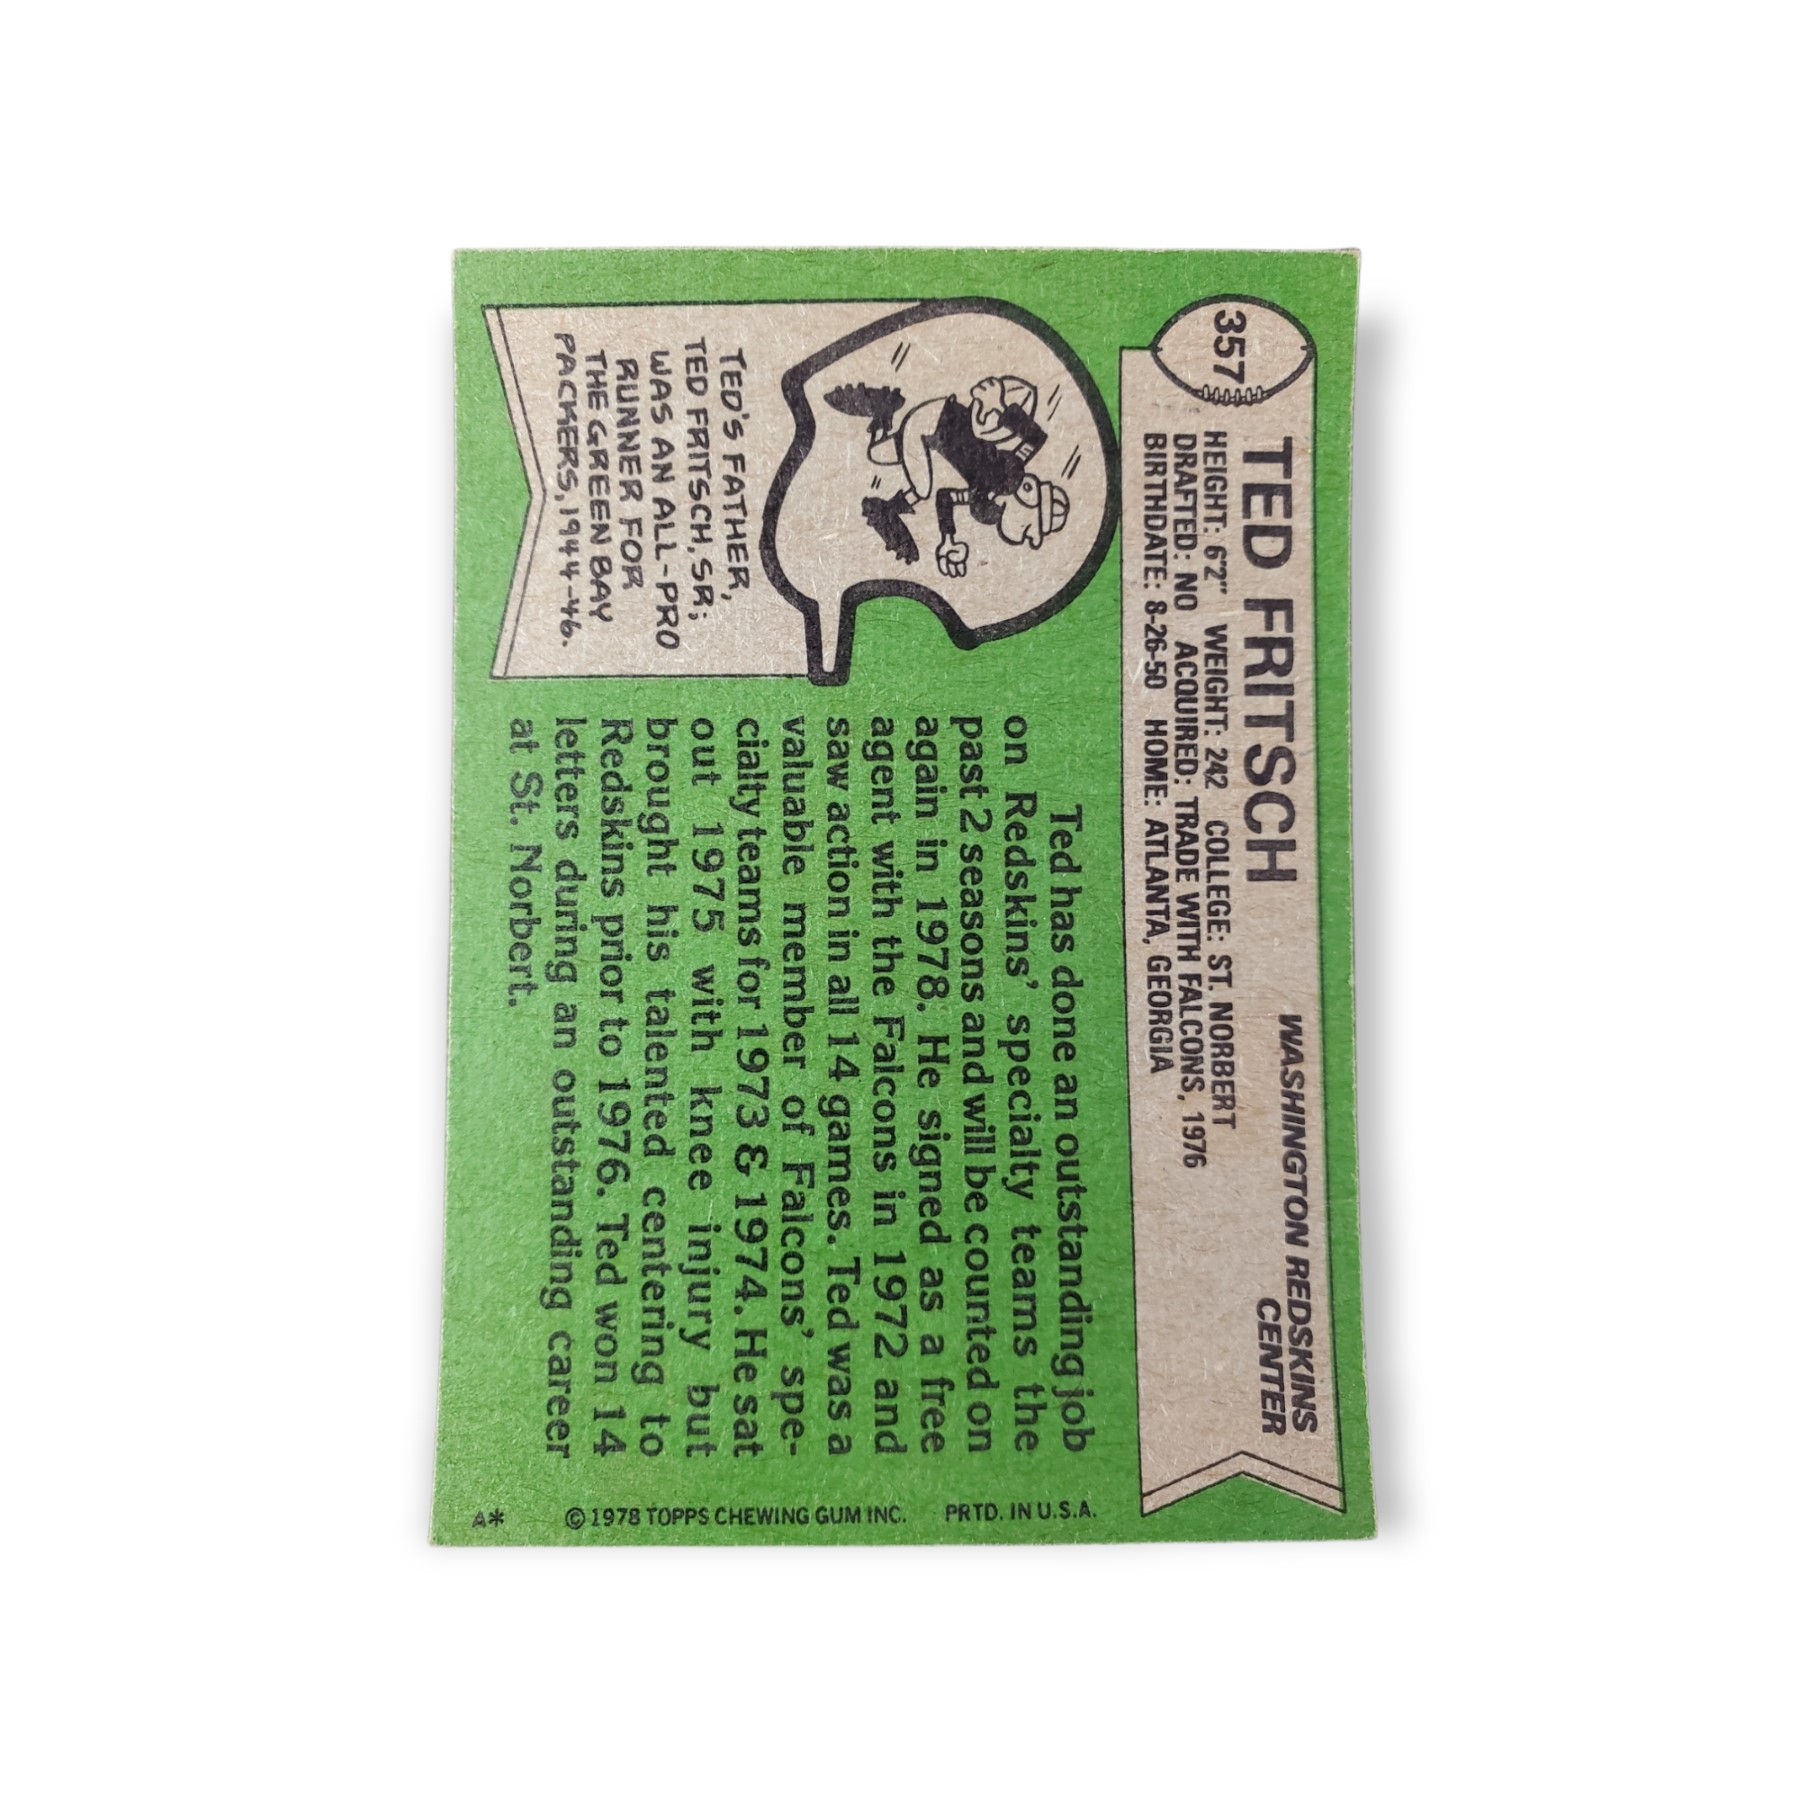 357
TED FRITSCH
WASHINGTON REDSKINS
CENTER
HEIGHT: 6'2" WEIGHT: 242 COLLEGE: ST. NORBERT
DRAFTED: NO ACQUIRED: TRADE WITH FALCONS, 1976
BIRTHDATE: 8-26-50 HOME: ATLANTA, GEORGIA
TED'S FATHER,
TED FRITSCH, SR.,
WAS AN ALL-PRO
RUNNER FOR
THE GREEN BAY
PACKERS, 1944-46.
Ted has done an outstanding job
on Redskins' specialty teams the
past 2 seasons and will be counted on
again in 1978. He signed as a free
agent with the Falcons in 1972 and
saw action in all 14 games. Ted was a
valuable member of Falcons' spe-
cialty teams for 1973 & 1974. He sat
out 1975 with knee injury but
brought his talented centering to
Redskins prior to 1976. Ted won 14
letters during an outstanding career
at St. Norbert.
A* © 1978 TOPPS CHEWING GUM INC. PRTD. IN U.S.A.